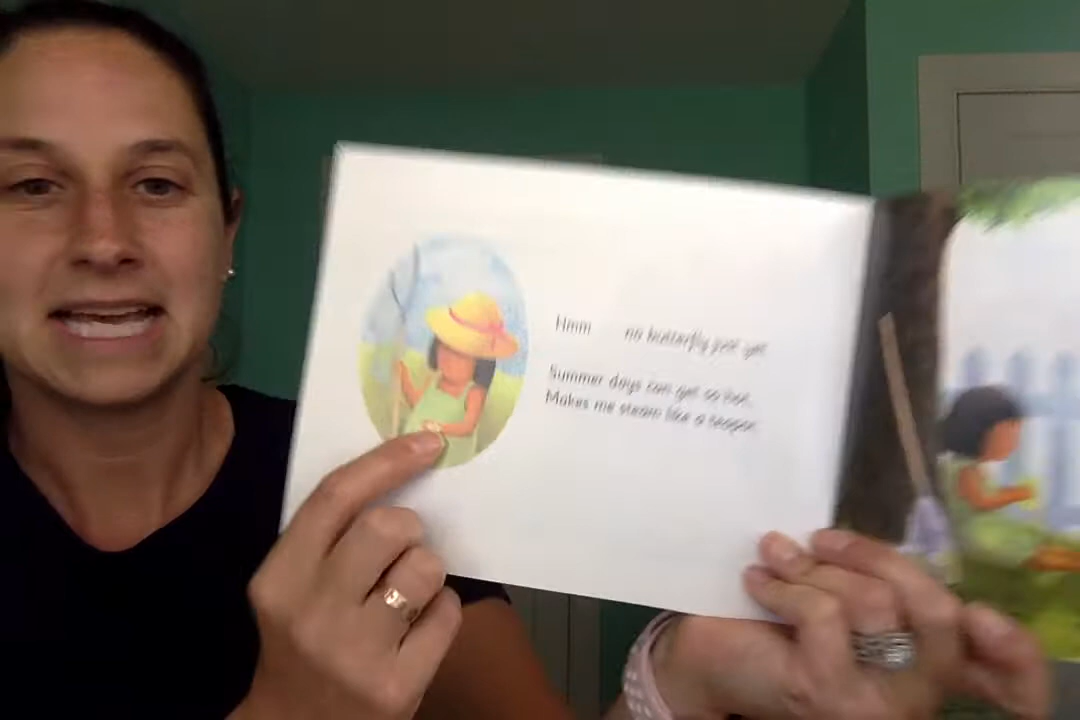 Hmm no butterfly just yet.
Summer days can get so hot.
Makes me steam like a teapot.